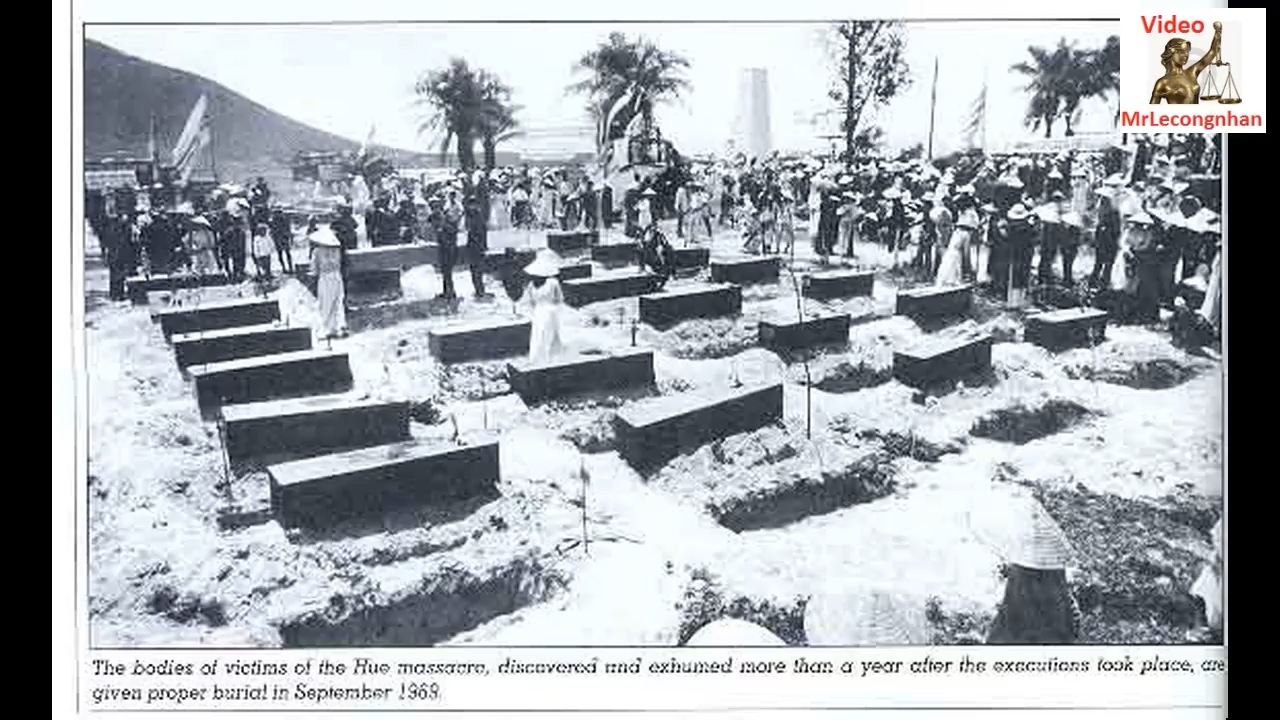 Video
MrLecongnhan
The bodies of victims of the Hue massacre, discovered and exhumed more than a year after the executions took place, are
given proper burial in September 1969.